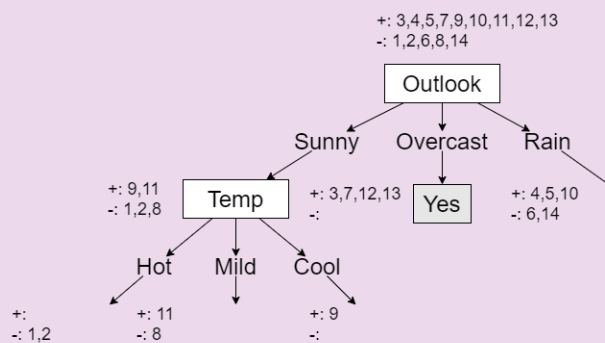 +: 3,4,5,7,9,10,11,12,13
-: 1,2,6,8,14
Outlook
Sunny
Overcast
Rain
+: 9,11
-: 1,2,8
Temp
+: 3,7,12,13
-:
Yes
+: 4,5,10
-: 6,14
Hot
Mild
Cool
+:
-: 1,2
+: 11
-: 8
+: 9
-: